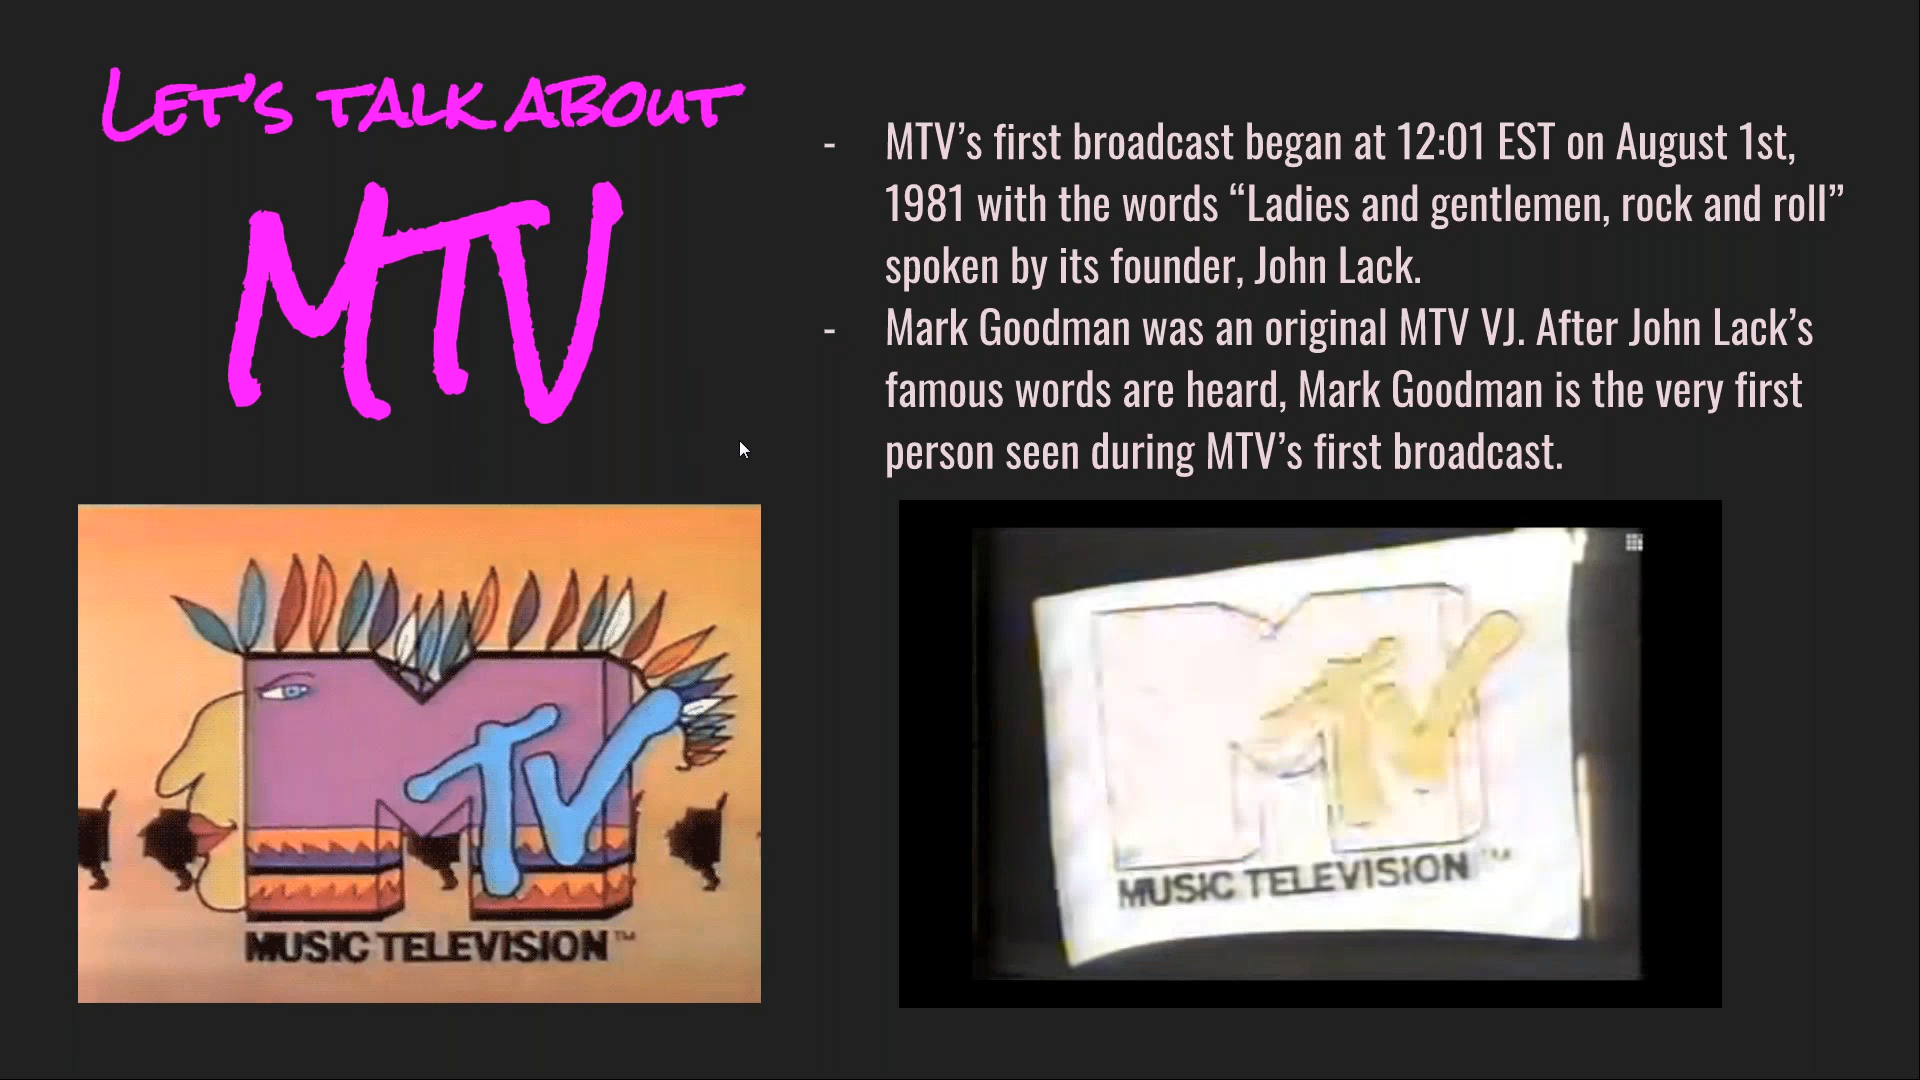 LET'S TALK ABOUT
MTV
- MTV’s first broadcast began at 12:01 EST on August 1st,
1981 with the words “Ladies and gentlemen, rock and roll”
spoken by its founder, John Lack.
- Mark Goodman was an original MTV VJ. After John Lack’s
famous words are heard, Mark Goodman is the very first
person seen during MTV’s first broadcast.
MTV
MUSIC TELEVISION™
MTV
MUSIC TELEVISION™